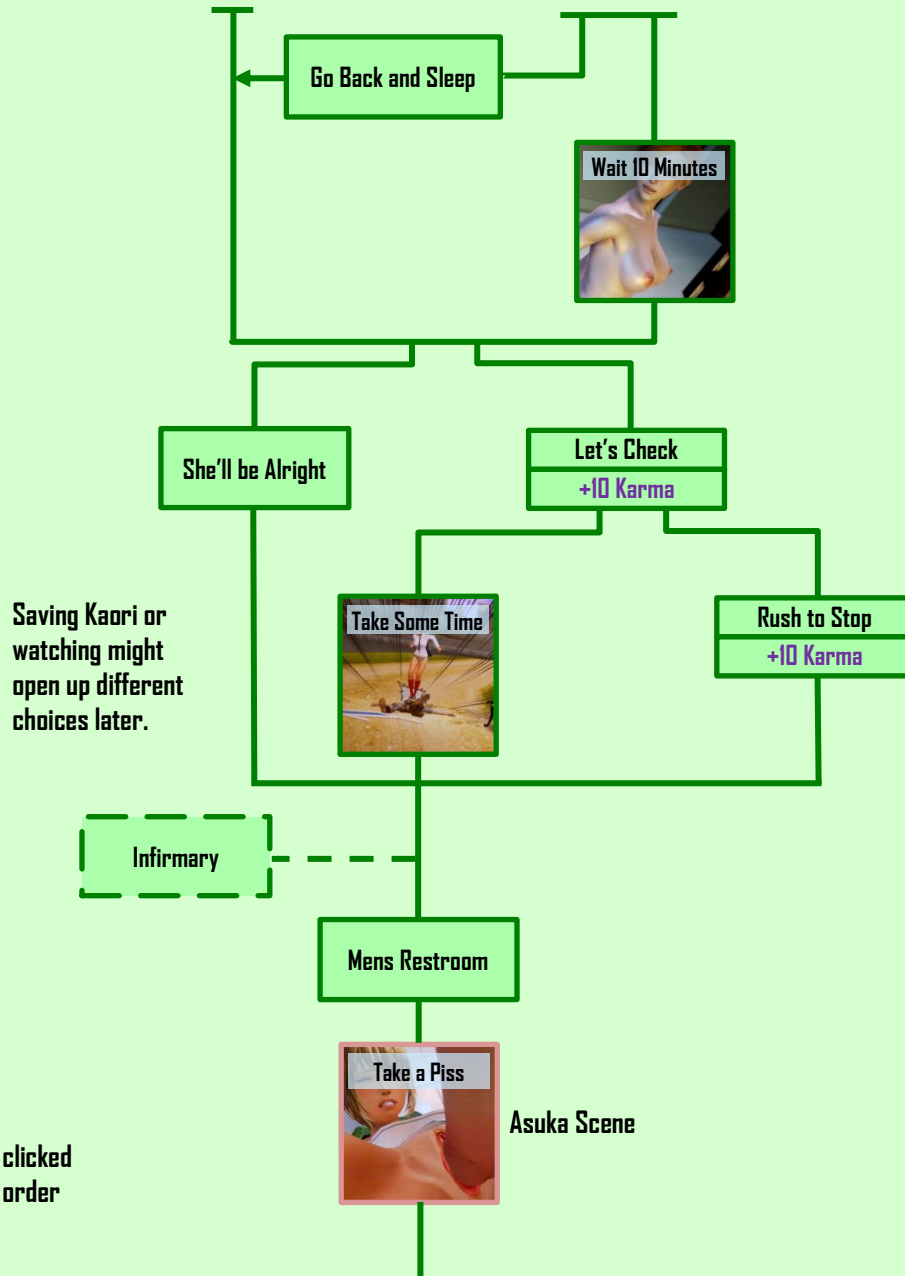 Go Back and Sleep
Wait 10 Minutes
She'll be Alright
Let's Check
+10 Karma
Take Some Time
Rush to Stop
+10 Karma
Saving Kaori or
watching might
open up different
choices later.
Infirmary
Mens Restroom
Take a Piss
Asuka Scene
clicked
order